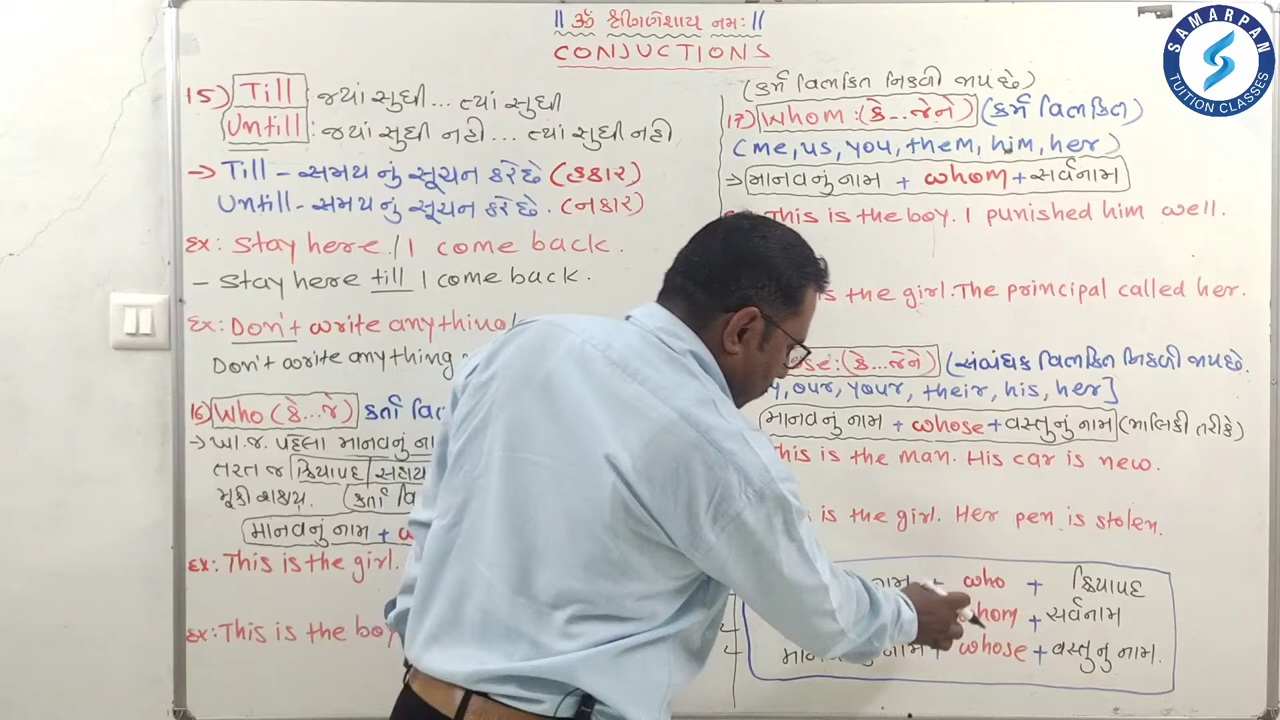 || ૐ શ્રી ગણેશાય નમઃ ||
CONJUCTIONS
SAMARPAN
TUITION CLASSES
15) Till : જ્યાં સુધી... ત્યાં સુધી
Untill : જ્યાં સુધી નહી... ત્યાં સુધી નહી
→ Till - સમય નું સૂચન કરે છે (હકાર)
Untill - સમય નું સૂચન કરે છે. (નકાર)
Ex: Stay here. / I come back.
- Stay here till I come back.
Ex: Don't write anything
Don't write anything
16) Who (કે...જે) કર્તા
→ ખા.જ. પહેલા માનવનું
તરત જ ક્રિયાપદ
મૂકી શકાય. કર્તા
માનવનું નામ +
Ex: This is the girl.
Ex: This is the boy
(કર્મ વિભક્તિ નિકળી જાય છે)
17) Whom : (કે...જેને) (કર્મ વિભક્તિ)
(me, us, you, them, him, her)
→ માનવનું નામ + whom + સર્વનામ
This is the boy. I punished him well.
is the girl. The principal called her.
(કે...જેને) (સંબંધક વિભક્તિ નિકળી જાય છે.
our, your, their, his, her]
માનવનું નામ + whose + વસ્તુનું નામ (માલિકી તરીકે)
This is the man. His car is new.
is the girl. Her pen is stolen.
નામ + who + ક્રિયાપદ
whom + સર્વનામ
નામ + whose + વસ્તુનું નામ.